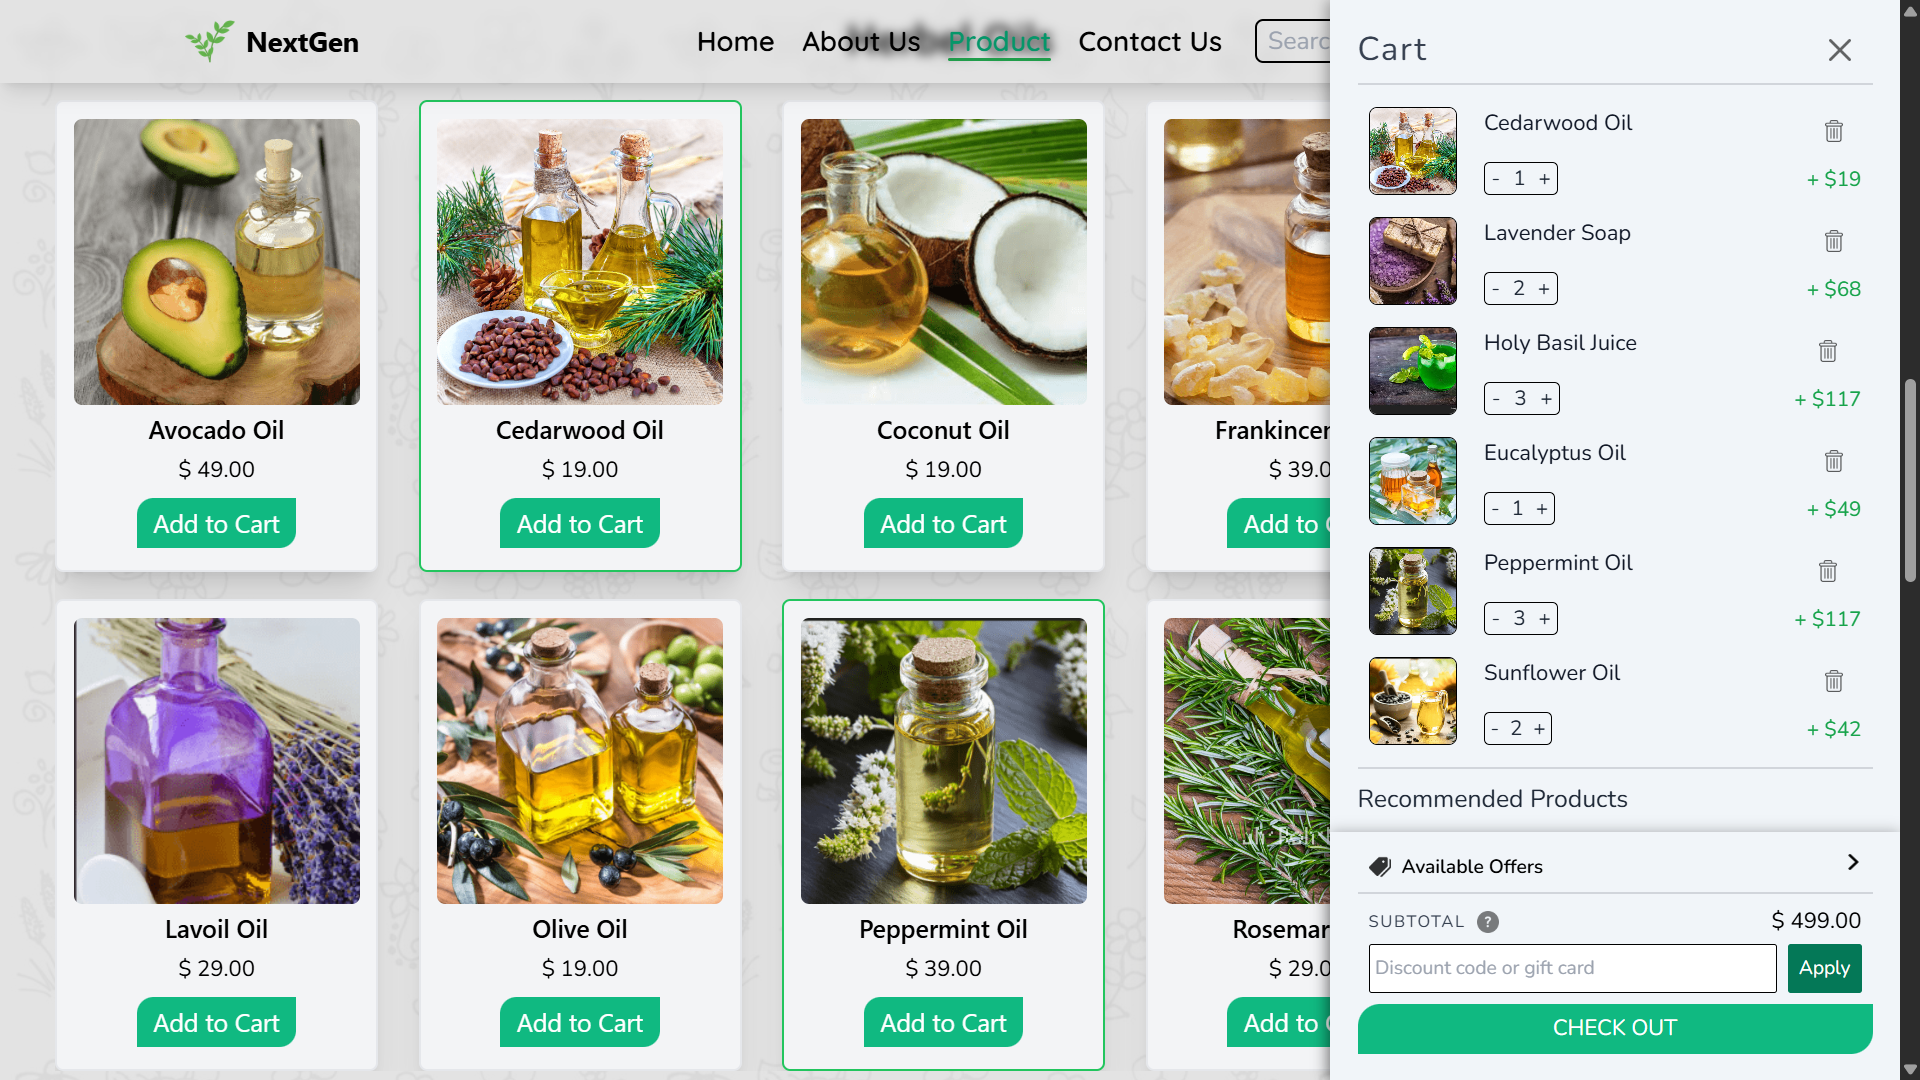 NextGen
Home
About Us
Product
Contact Us
Searc
Avocado Oil
$ 49.00
Add to Cart
Cedarwood Oil
$ 19.00
Add to Cart
Coconut Oil
$ 19.00
Add to Cart
Frankincen
$ 39.0
Add to
Lavoil Oil
$ 29.00
Add to Cart
Olive Oil
$ 19.00
Add to Cart
Peppermint Oil
$ 39.00
Add to Cart
Rosemar
$ 29.0
Add to
Cart
Cedarwood Oil
- 1 +
+ $19
Lavender Soap
- 2 +
+ $68
Holy Basil Juice
- 3 +
+ $117
Eucalyptus Oil
- 1 +
+ $49
Peppermint Oil
- 3 +
+ $117
Sunflower Oil
- 2 +
+ $42
Recommended Products
Available Offers
SUBTOTAL ?
$ 499.00
Discount code or gift card
Apply
CHECK OUT